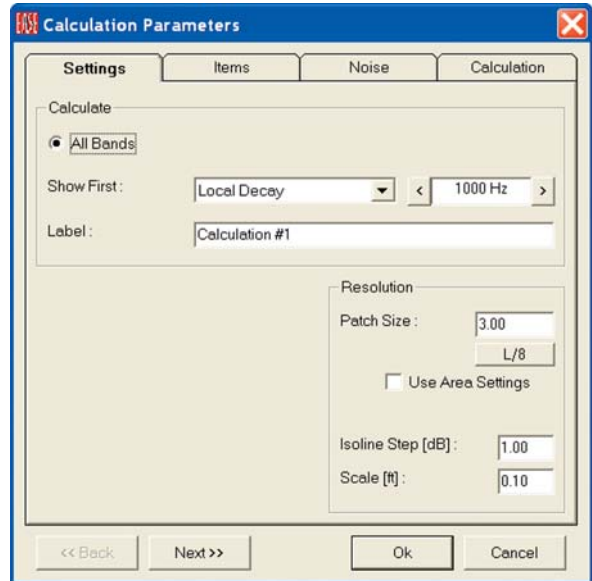 EASE Calculation Parameters
Settings Items Noise Calculation
Calculate
All Bands
Show First : Local Decay < 1000 Hz >
Label : Calculation #1
Resolution
Patch Size : 3.00
L/8
Use Area Settings
Isoline Step [dB] : 1.00
Scale [ft] : 0.10
<< Back Next >> Ok Cancel